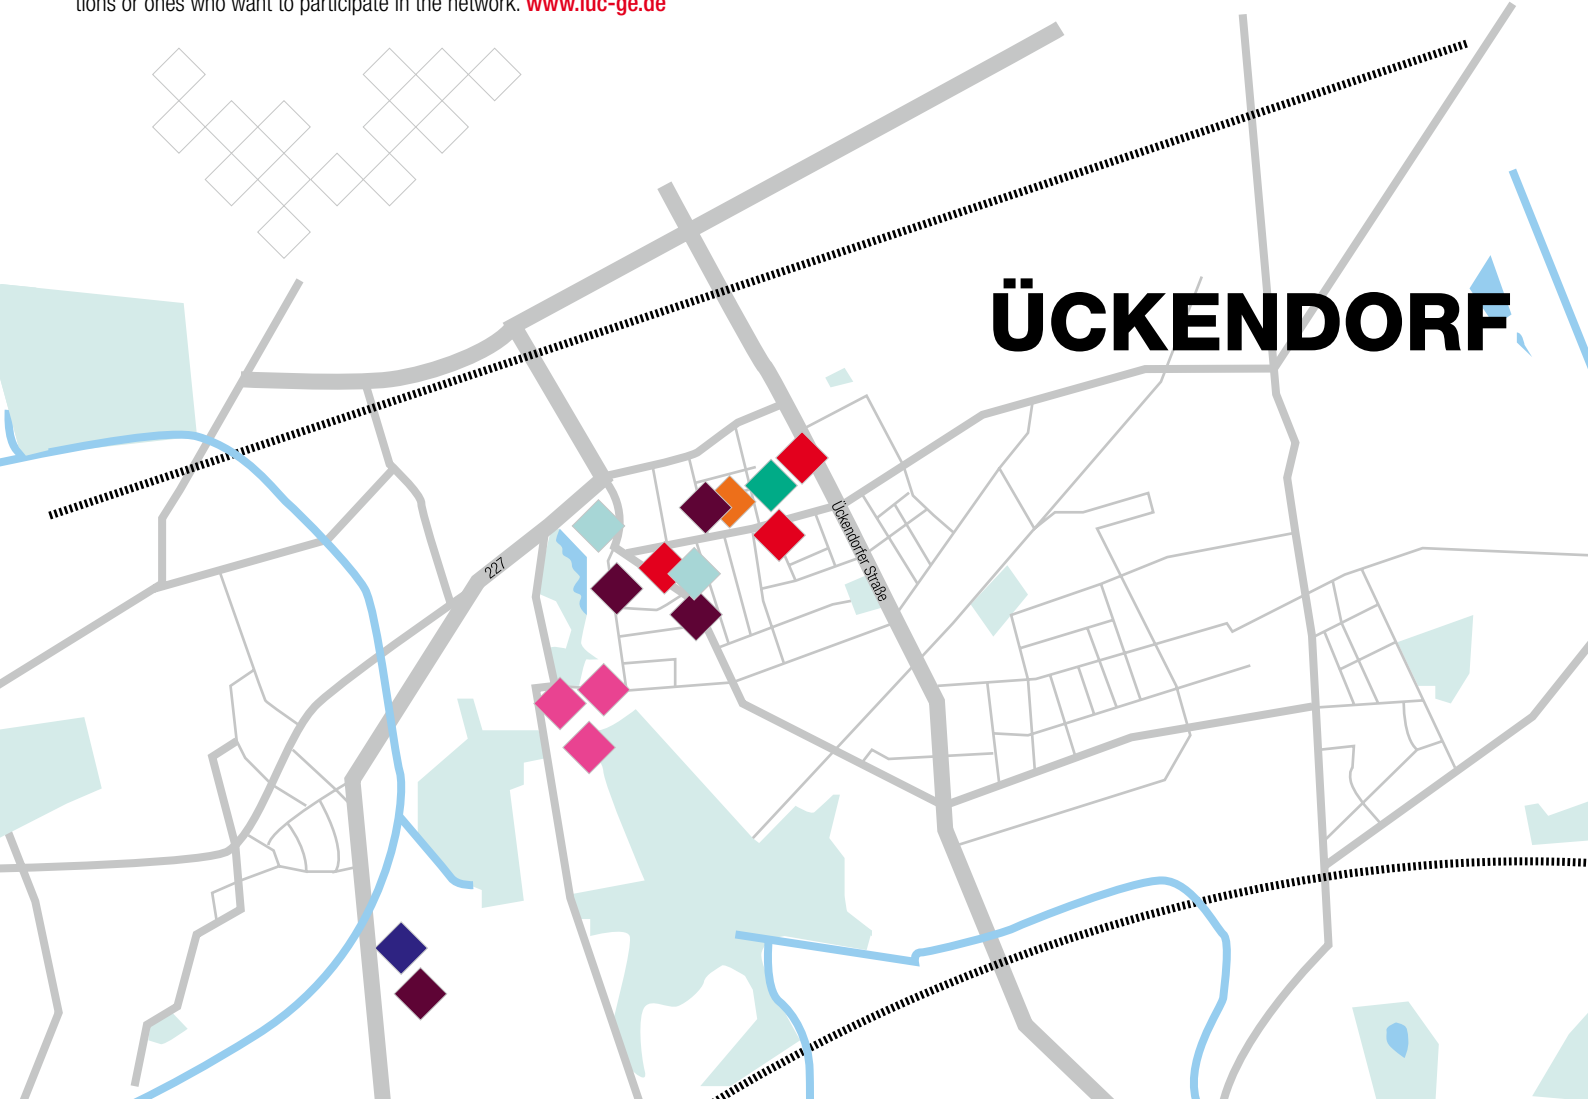 tions or ones who want to participate in the network. www.iuc-ge.de
ÜCKENDORF
Ückendorfer Straße
227